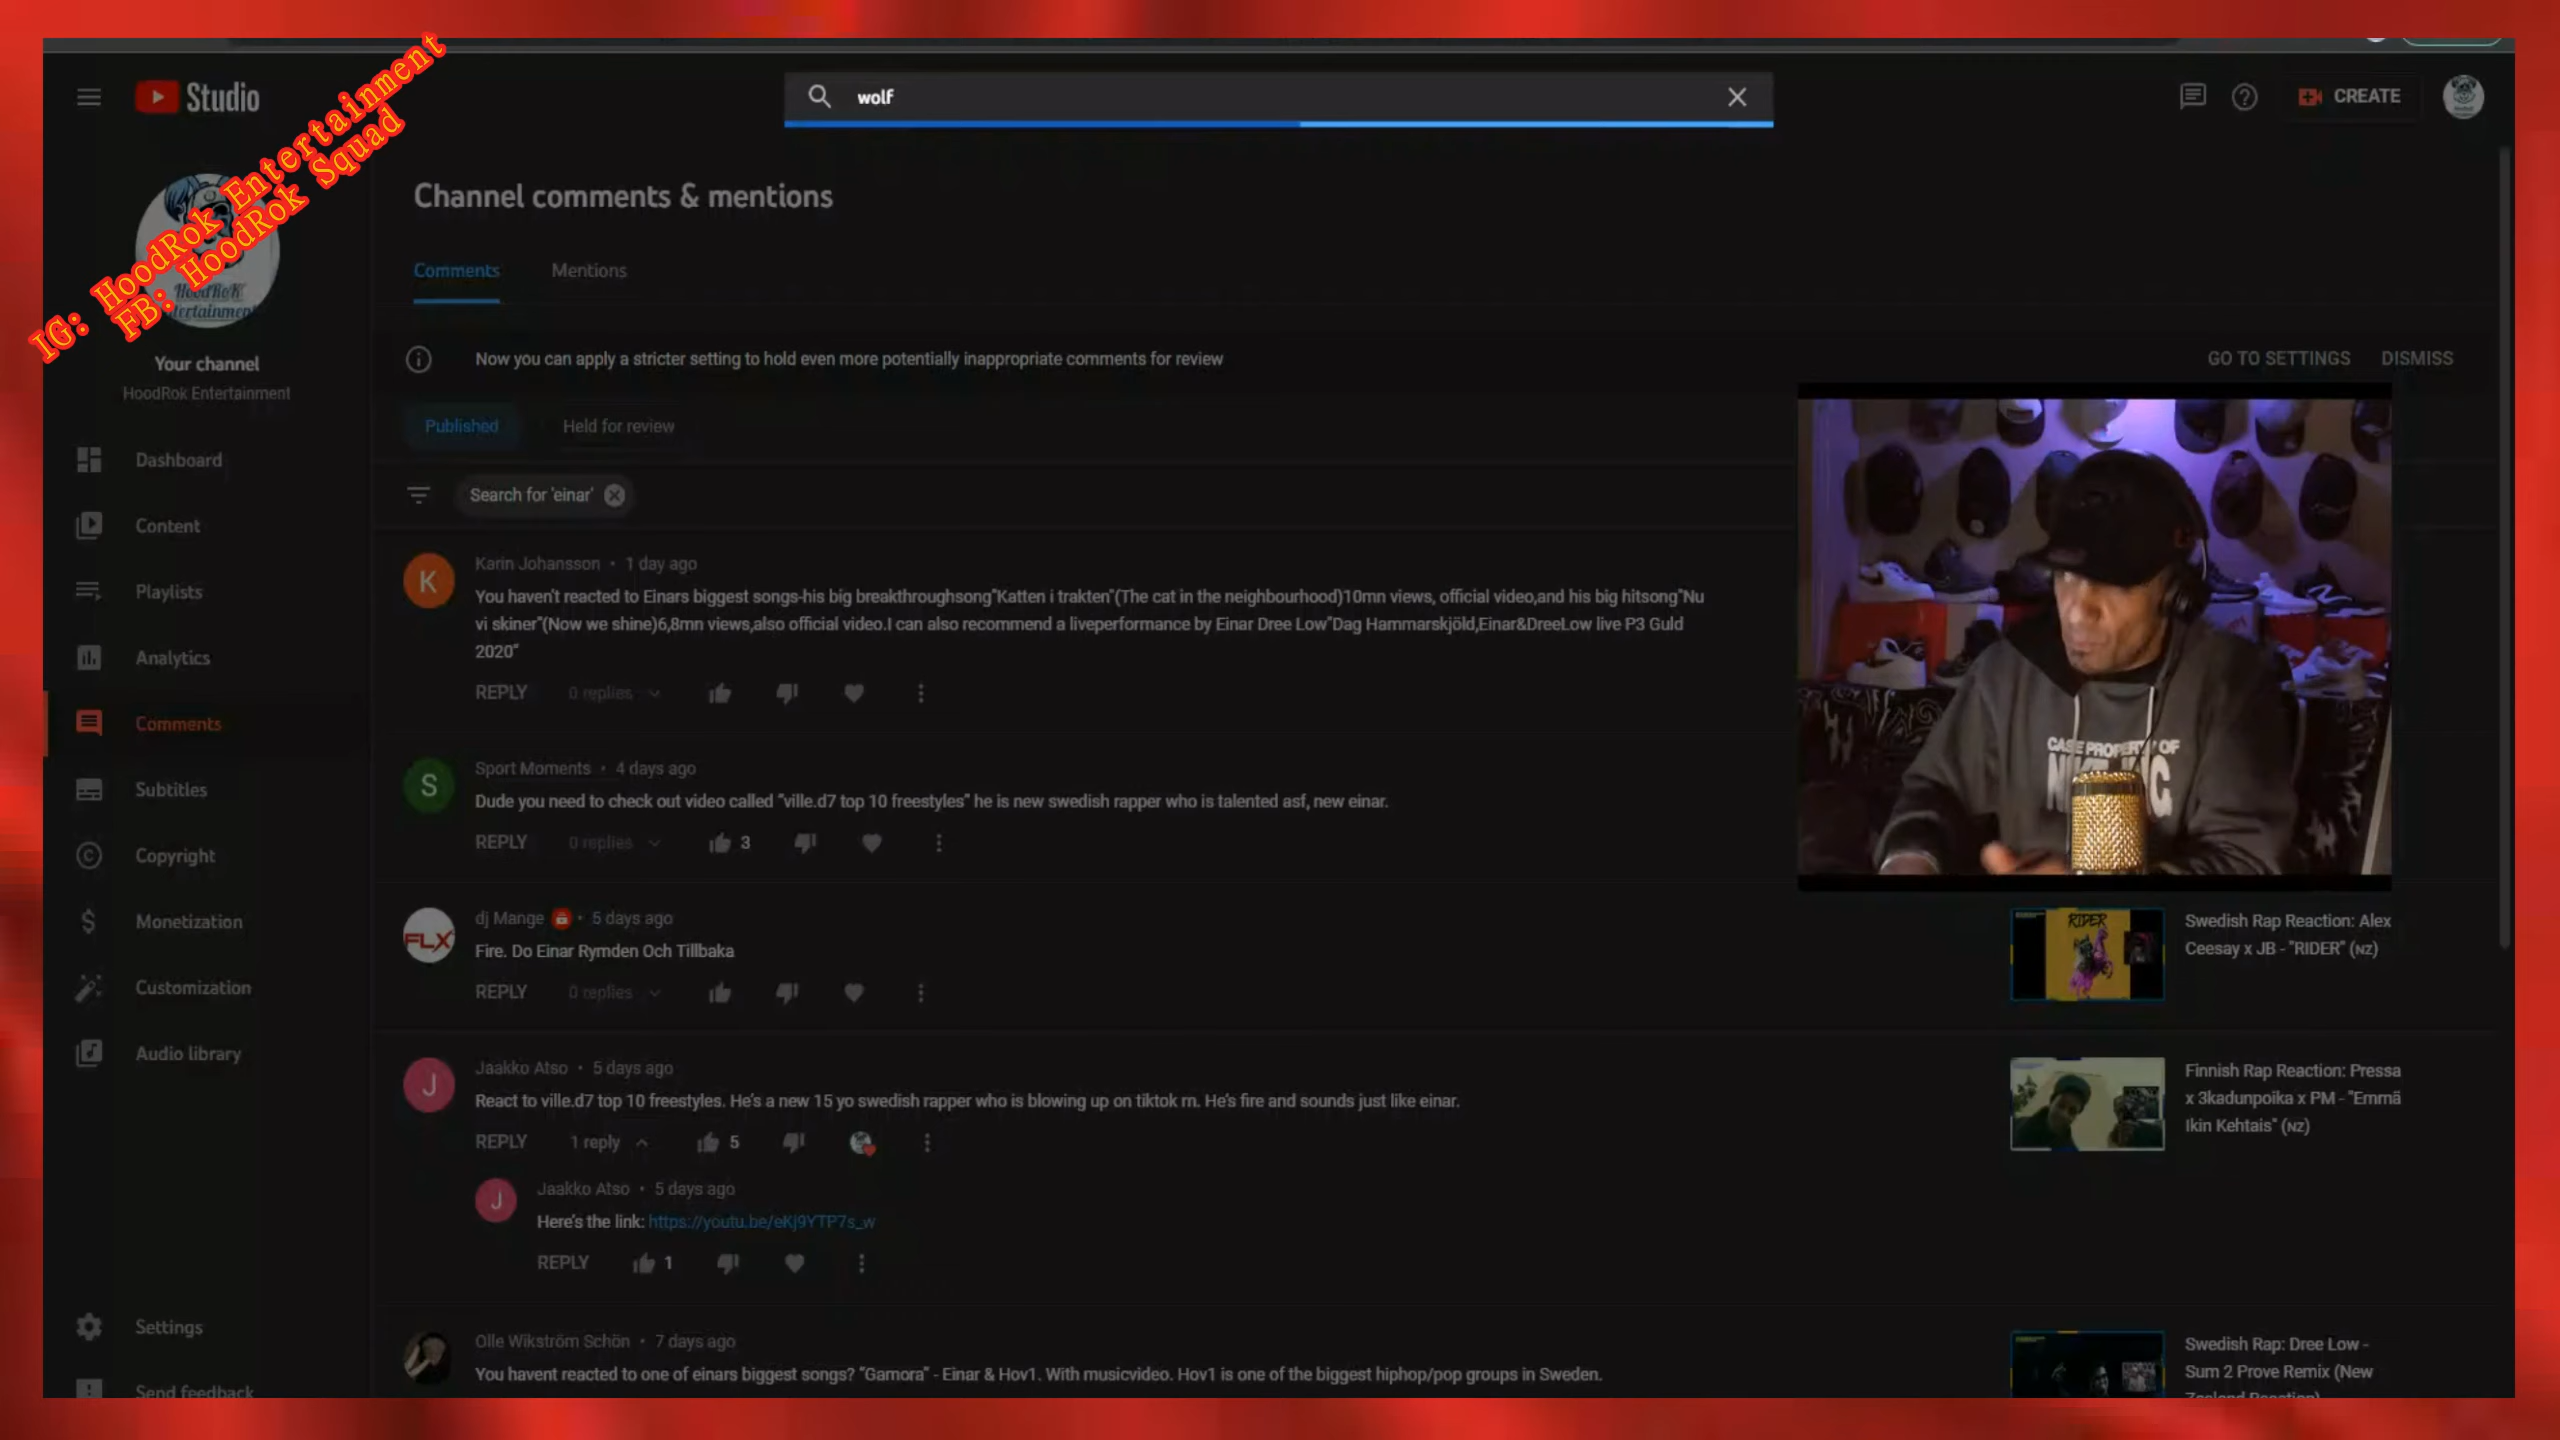 IG: HoodRok Entertainment
FB: HoodRok Squad
Studio
wolf
CREATE
HoodRoK
Your channel
HoodRok Entertainment
Dashboard
Content
Playlists
Analytics
Comments
Subtitles
Copyright
Monetization
Customization
Audio library
Settings
Send feedback
Channel comments & mentions
Comments
Mentions
Now you can apply a stricter setting to hold even more potentially inappropriate comments for review
GO TO SETTINGS
DISMISS
Published
Held for review
Search for 'einar'
K
Karin Johansson • 1 day ago
You haven't reacted to Einars biggest songs-his big breakthroughsong"Katten i trakten"(The cat in the neighbourhood)10mn views, official video,and his big hitsong"Nu
vi skiner"(Now we shine)6,8mn views,also official video.I can also recommend a liveperformance by Einar Dree Low"Dag Hammarskjöld,Einar&DreeLow live P3 Guld
2020"
REPLY 0 replies
S
Sport Moments • 4 days ago
Dude you need to check out video called "ville.d7 top 10 freestyles" he is new swedish rapper who is talented asf, new einar.
REPLY 0 replies 3
FLX
dj Mange • 5 days ago
Fire. Do Einar Rymden Och Tillbaka
REPLY 0 replies
RIDER
Swedish Rap Reaction: Alex
Ceesay x JB - "RIDER" (NZ)
J
Jaakko Atso • 5 days ago
React to ville.d7 top 10 freestyles. He's a new 15 yo swedish rapper who is blowing up on tiktok rn. He's fire and sounds just like einar.
REPLY 1 reply 5
Finnish Rap Reaction: Pressa
x 3kadunpoika x PM - "Emmä
Ikin Kehtais" (NZ)
J
Jaakko Atso • 5 days ago
Here's the link: https://youtu.be/eKj9YTP7s_w
REPLY 1
Olle Wikström Schön • 7 days ago
You havent reacted to one of einars biggest songs? "Gamora" - Einar & Hov1. With musicvideo. Hov1 is one of the biggest hiphop/pop groups in Sweden.
Swedish Rap: Dree Low -
Sum 2 Prove Remix (New
Zealand Reaction)
PROPERTY OF